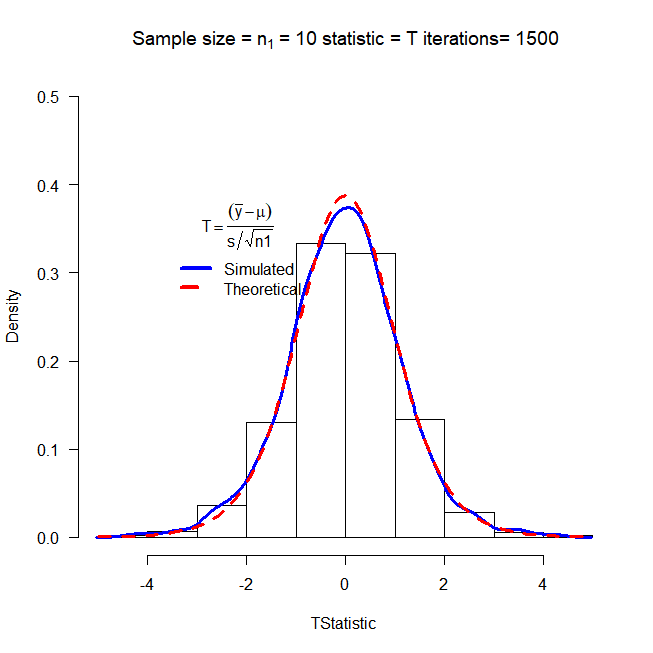 Sample size = n₁ = 10 statistic = T iterations= 1500
0.5
0.4
T=(y̅−μ)/s/√n1
0.3
Simulated
Theoretical
Density
0.2
0.1
0.0
-4 -2 0 2 4
TStatistic